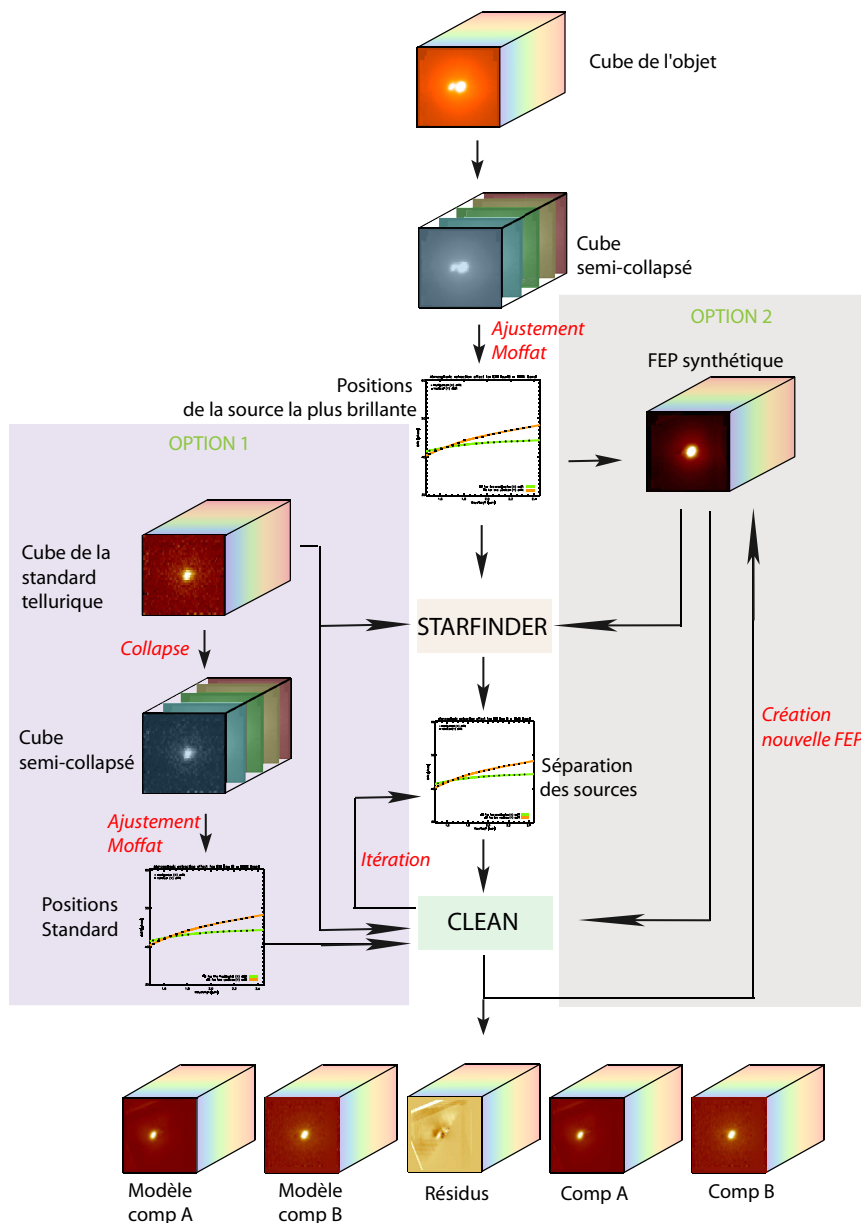 Cube de l'objet
Cube
semi-collapsé
OPTION 2
Ajustement
Moffat
FEP synthétique
Positions
de la source la plus brillante
OPTION 1
Cube de la
standard
tellurique
STARFINDER
Collapse
Cube
semi-collapsé
Séparation
des sources
Création
nouvelle FEP
Ajustement
Moffat
Itération
Positions
Standard
CLEAN
Modèle
comp A
Modèle
comp B
Résidus
Comp A
Comp B